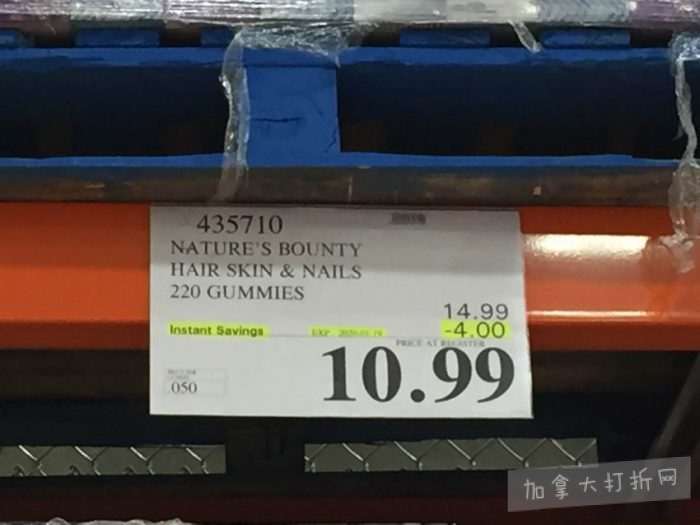 435710
NATURE'S BOUNTY
HAIR SKIN & NAILS
220 GUMMIES
14.99
Instant Savings EXP. -4.00
PRICE AT REGISTER
10.99
.050
加拿大打折网